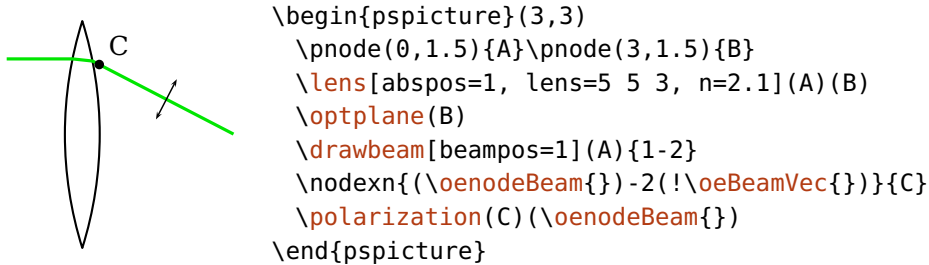 C
\begin{pspicture}(3,3)
  \pnode(0,1.5){A}\pnode(3,1.5){B}
  \lens[abspos=1, lens=5 5 3, n=2.1](A)(B)
  \optplane(B)
  \drawbeam[beampos=1](A){1-2}
  \nodexn{(\oenodeBeam{})-2(!\oeBeamVec{})}{C}
  \polarization(C)(\oenodeBeam{})
\end{pspicture}